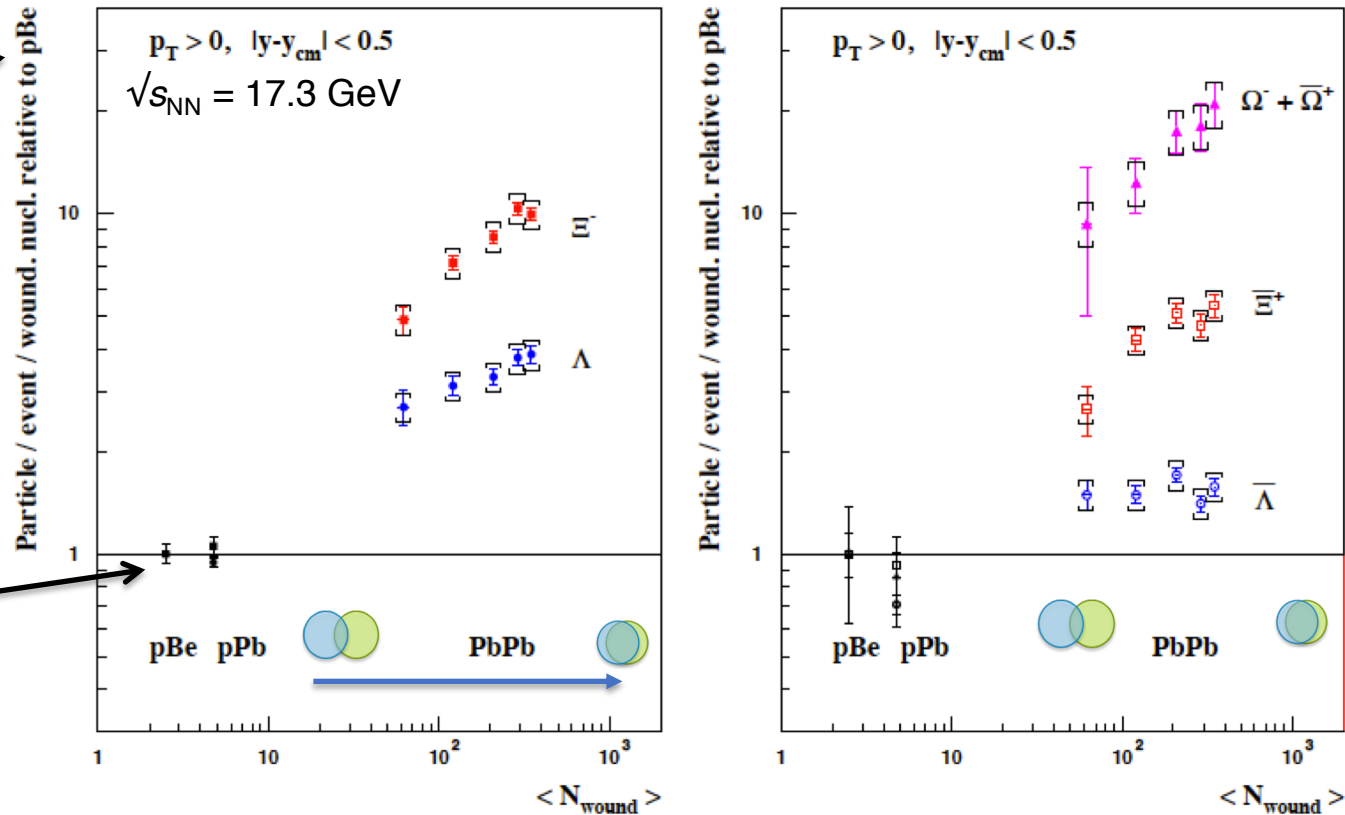 Particle / event / wound. nucl. relative to pBe
p_T > 0, |y-y_cm| < 0.5
√s_NN = 17.3 GeV
10
1
Ξ⁻
Λ
pBe pPb PbPb
1 10 10² 10³
< N_wound >
Particle / event / wound. nucl. relative to pBe
p_T > 0, |y-y_cm| < 0.5
10
1
Ω⁻ + Ω̅⁺
Ξ̅⁺
Λ̅
pBe pPb PbPb
1 10 10² 10³
< N_wound >